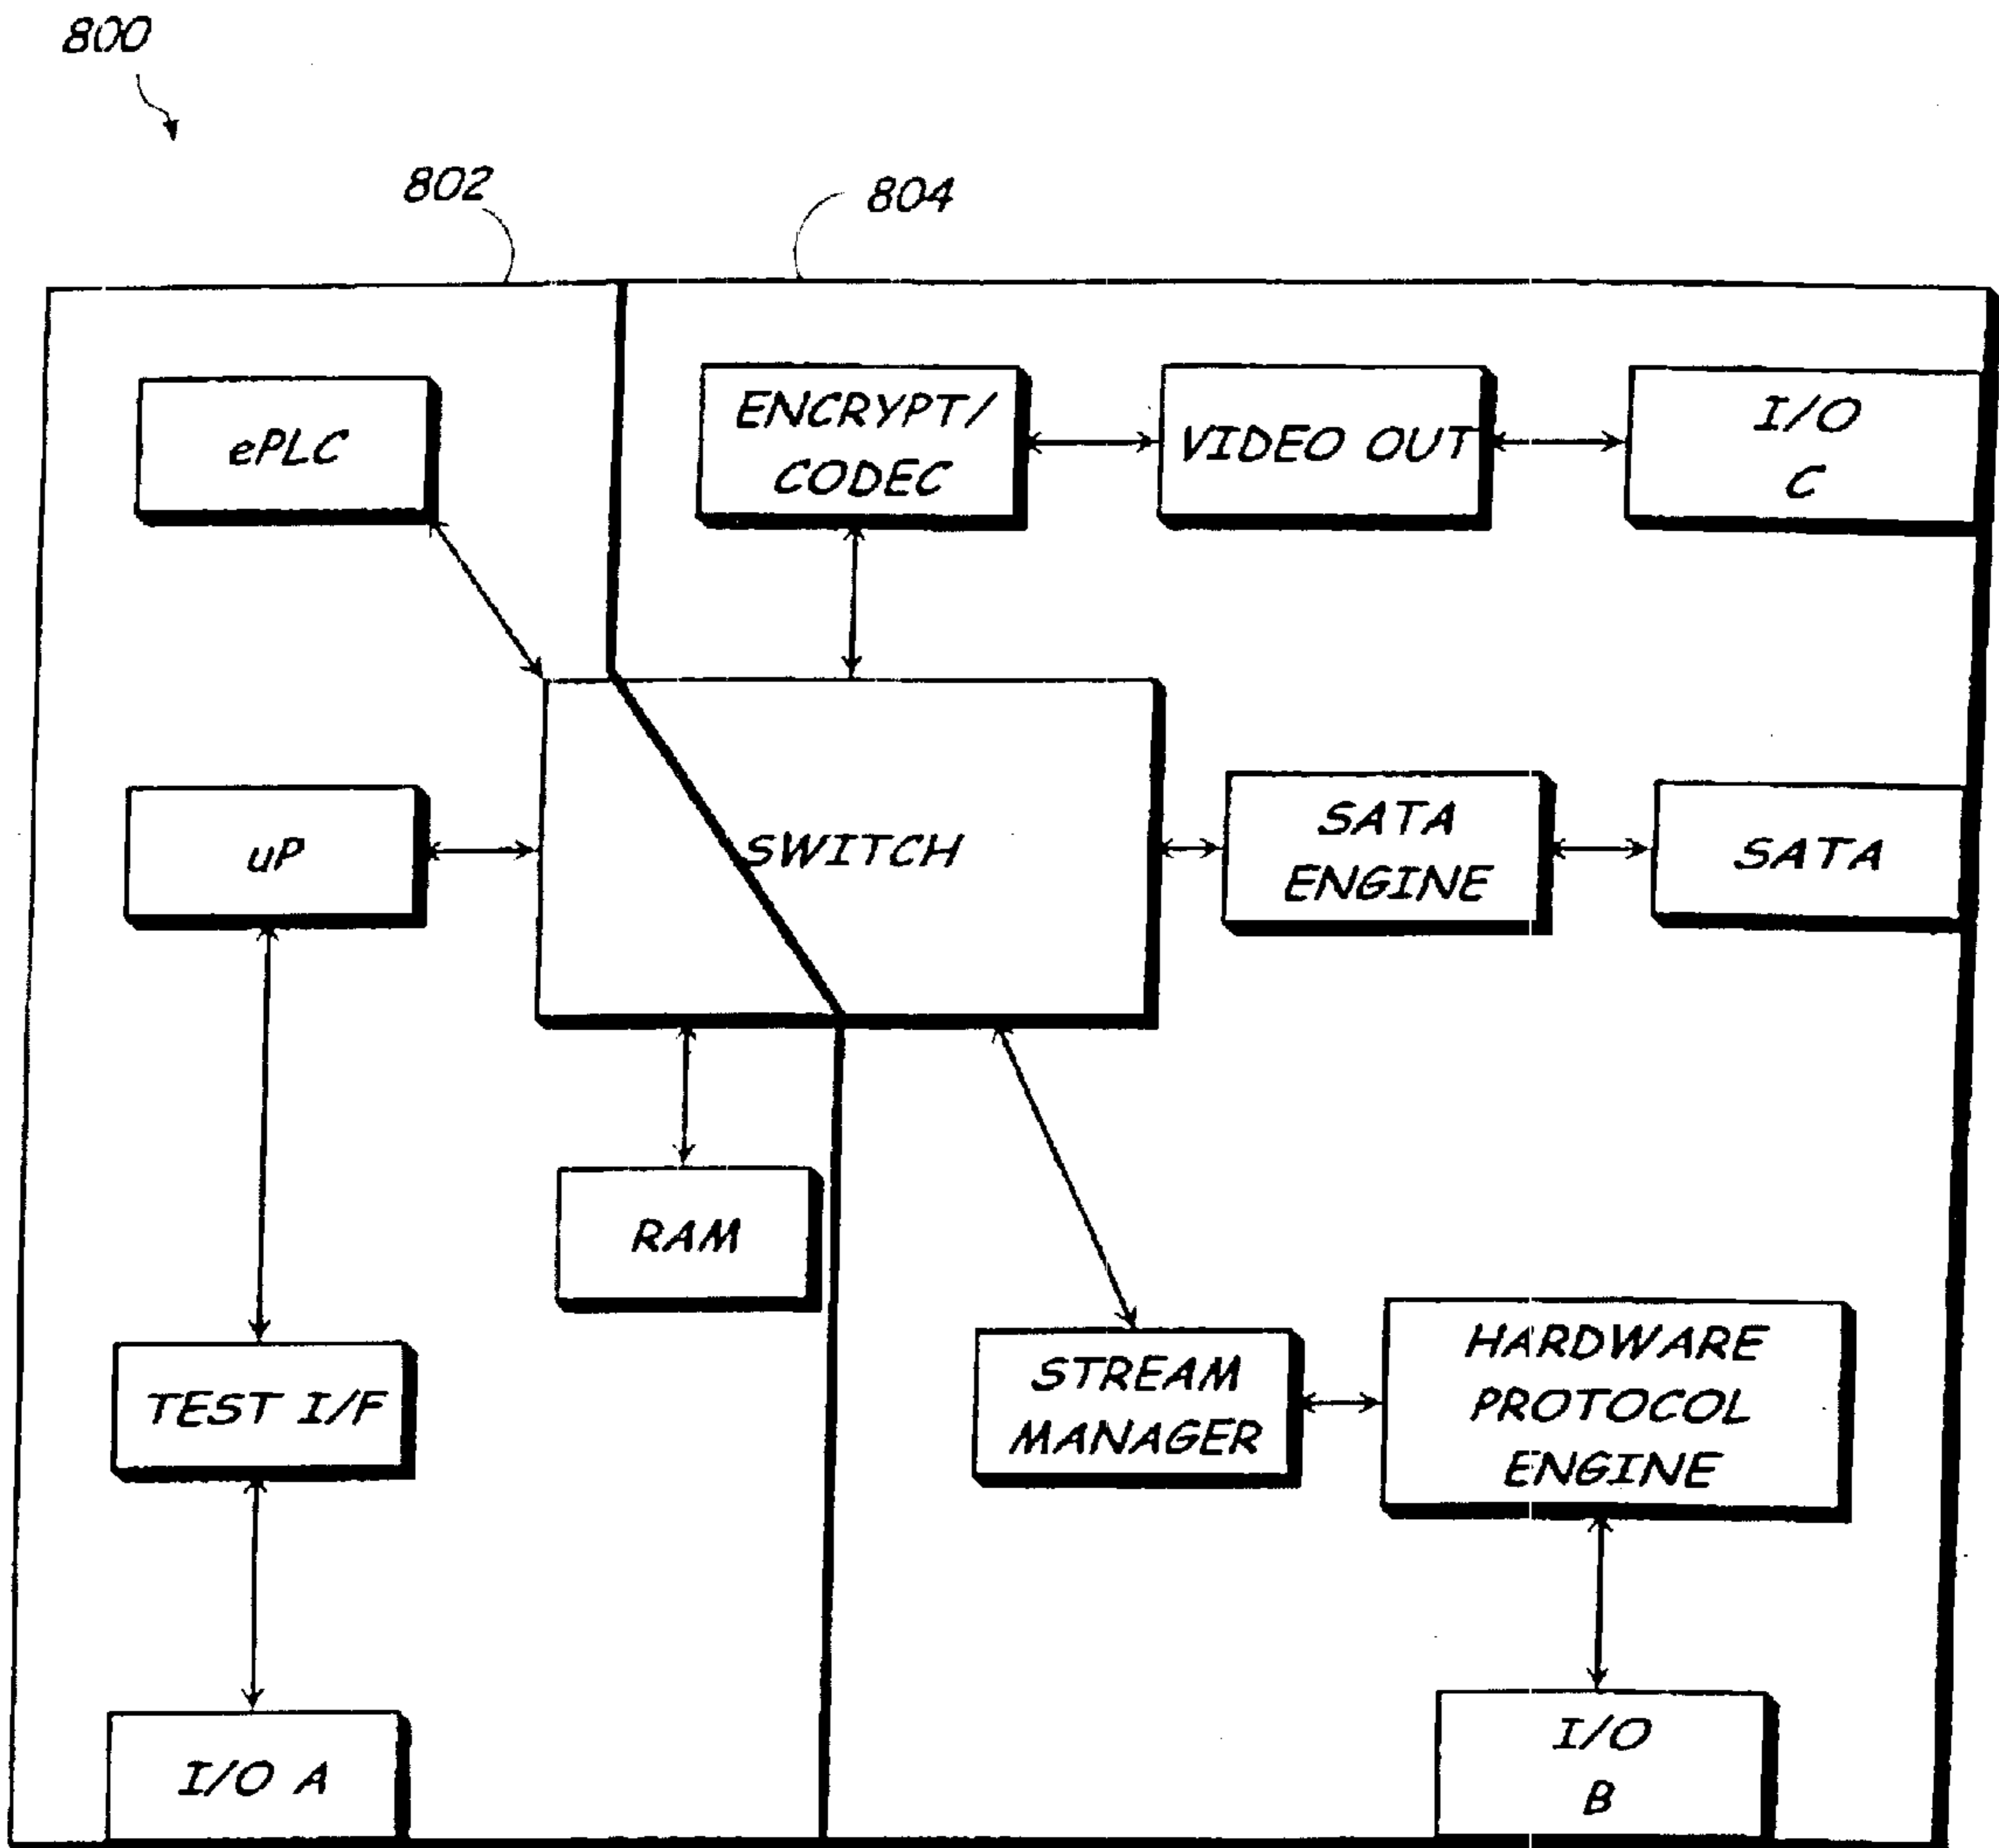 800
802
804
ePLC
ENCRYPT/
CODEC
VIDEO OUT
I/O
C
uP
SWITCH
SATA
ENGINE
SATA
RAM
TEST I/F
STREAM
MANAGER
HARDWARE
PROTOCOL
ENGINE
I/O A
I/O
B